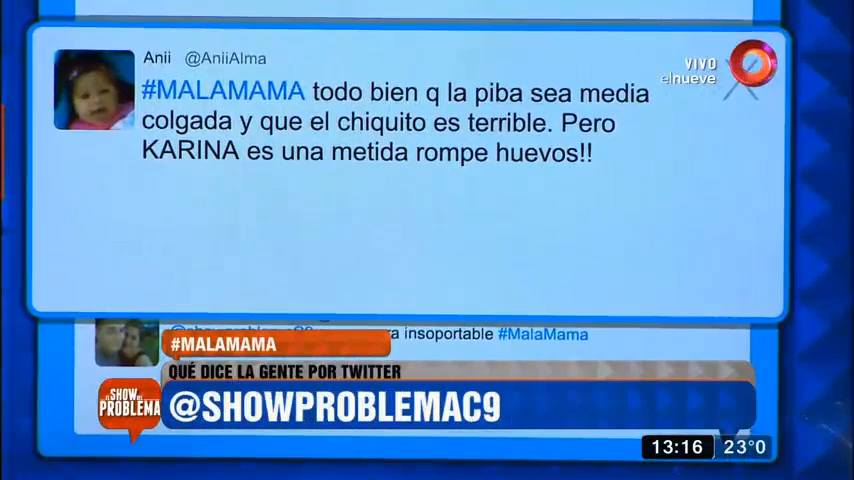 Anii @AniiAlma
VIVO
elnueve
#MALAMAMA todo bien q la piba sea media
colgada y que el chiquito es terrible. Pero
KARINA es una metida rompe huevos!!
ra insoportable #MalaMama
#MALAMAMA
QUÉ DICE LA GENTE POR TWITTER
EL SHOW DEL
PROBLEMA
@SHOWPROBLEMAC9
13:16 23°0